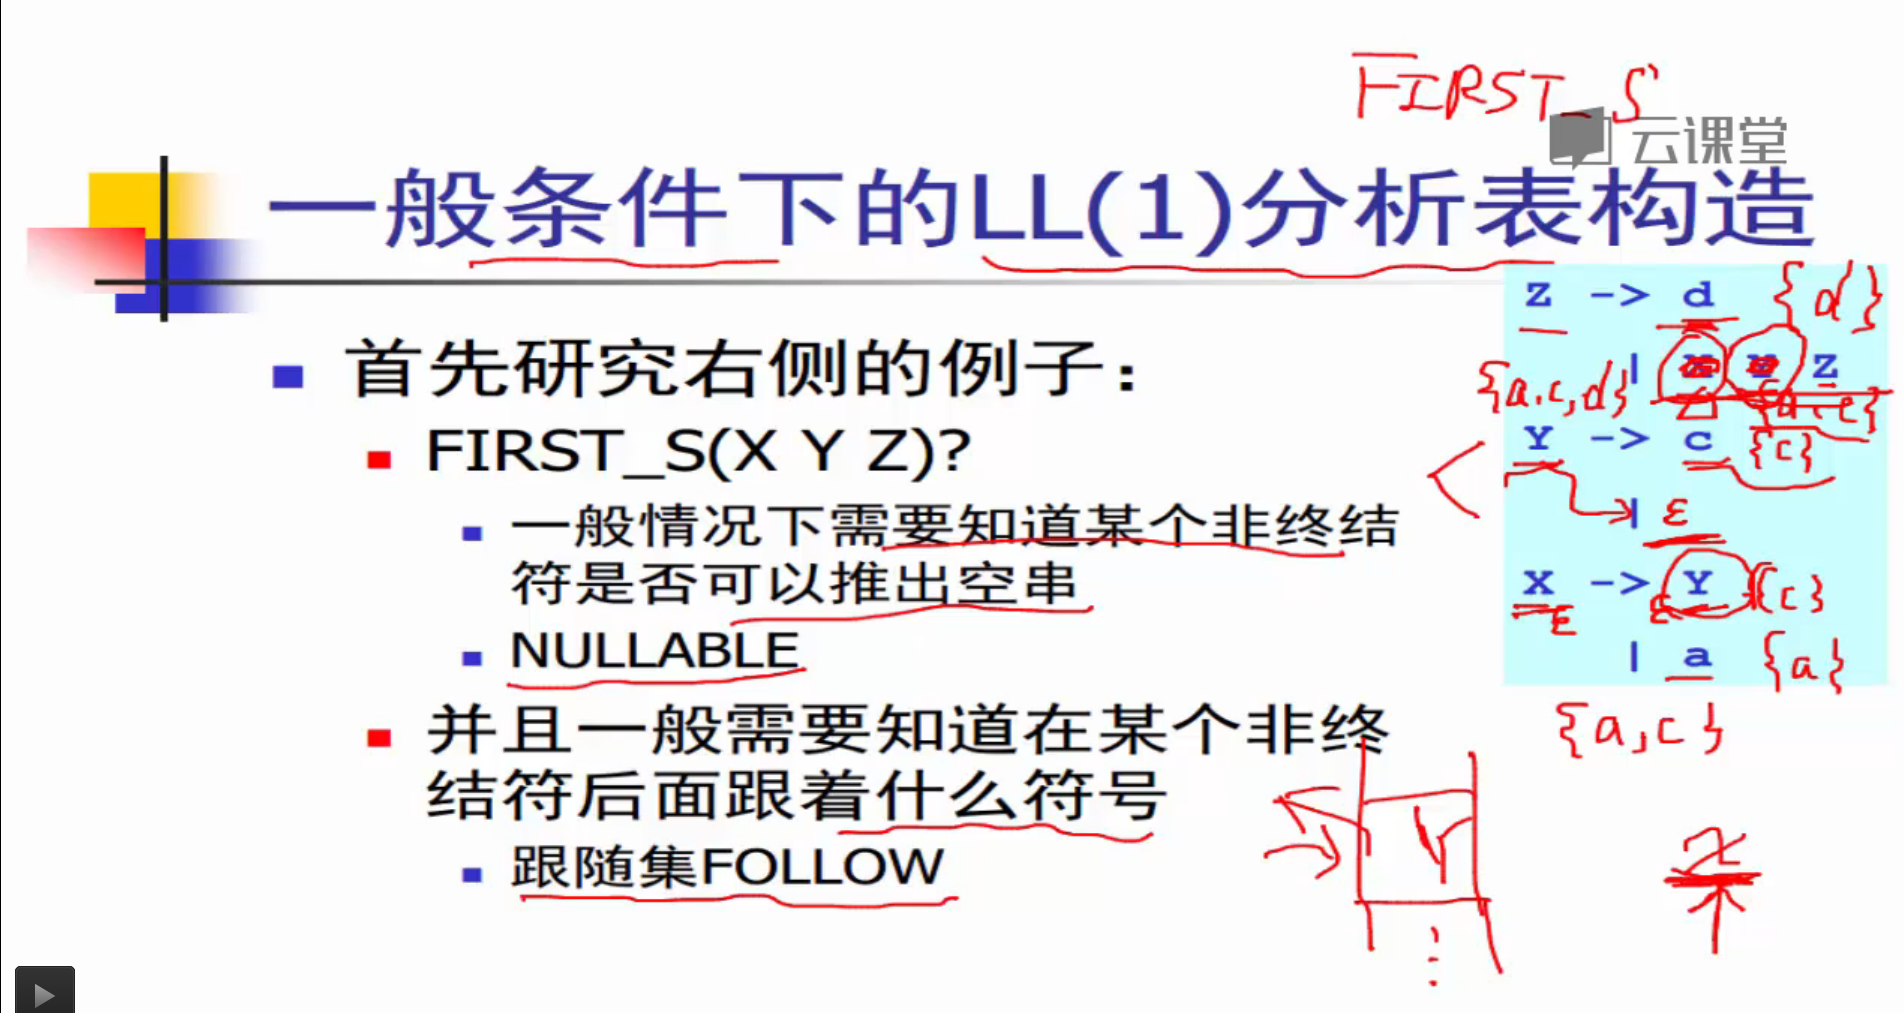 FIRST_S
云课堂
一般条件下的LL(1)分析表构造
首先研究右侧的例子：
FIRST_S(X Y Z)?
一般情况下需要知道某个非终结
符是否可以推出空串
NULLABLE
并且一般需要知道在某个非终
结符后面跟着什么符号
跟随集FOLLOW
Z -> d {d}
{a,c,d} | X Y Z
Y -> c {c}
| ε
X -> Y {c}
ε ε
| a {a}
{a,c}
Y
z